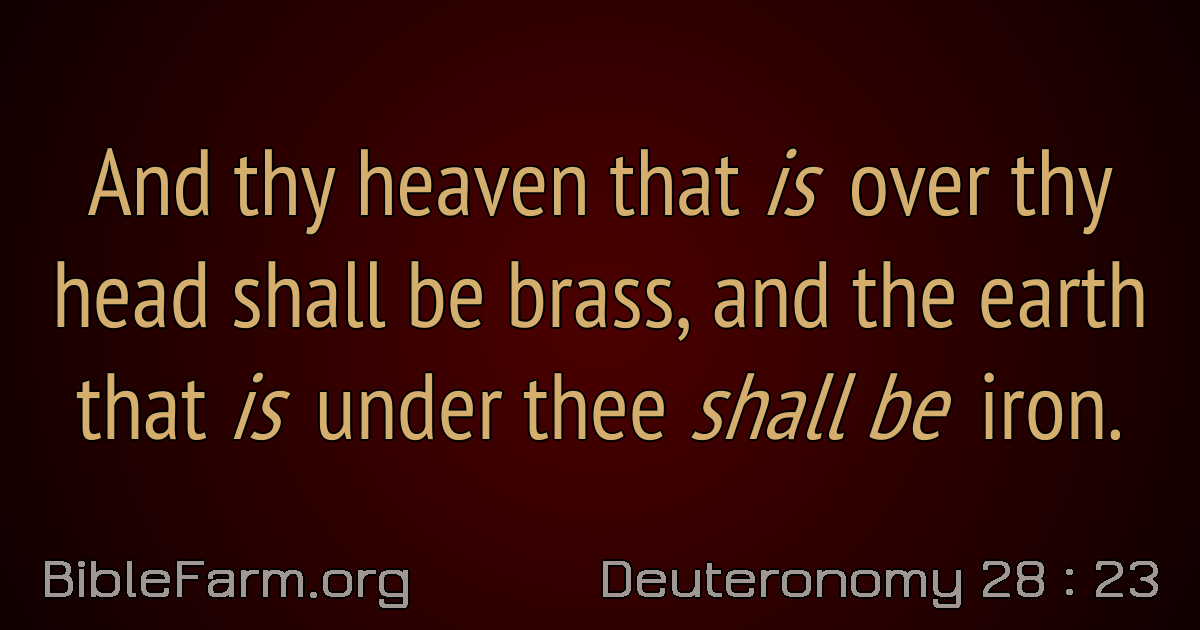 And thy heaven that is over thy
head shall be brass, and the earth
that is under thee shall be iron.
BibleFarm.org
Deuteronomy 28 : 23